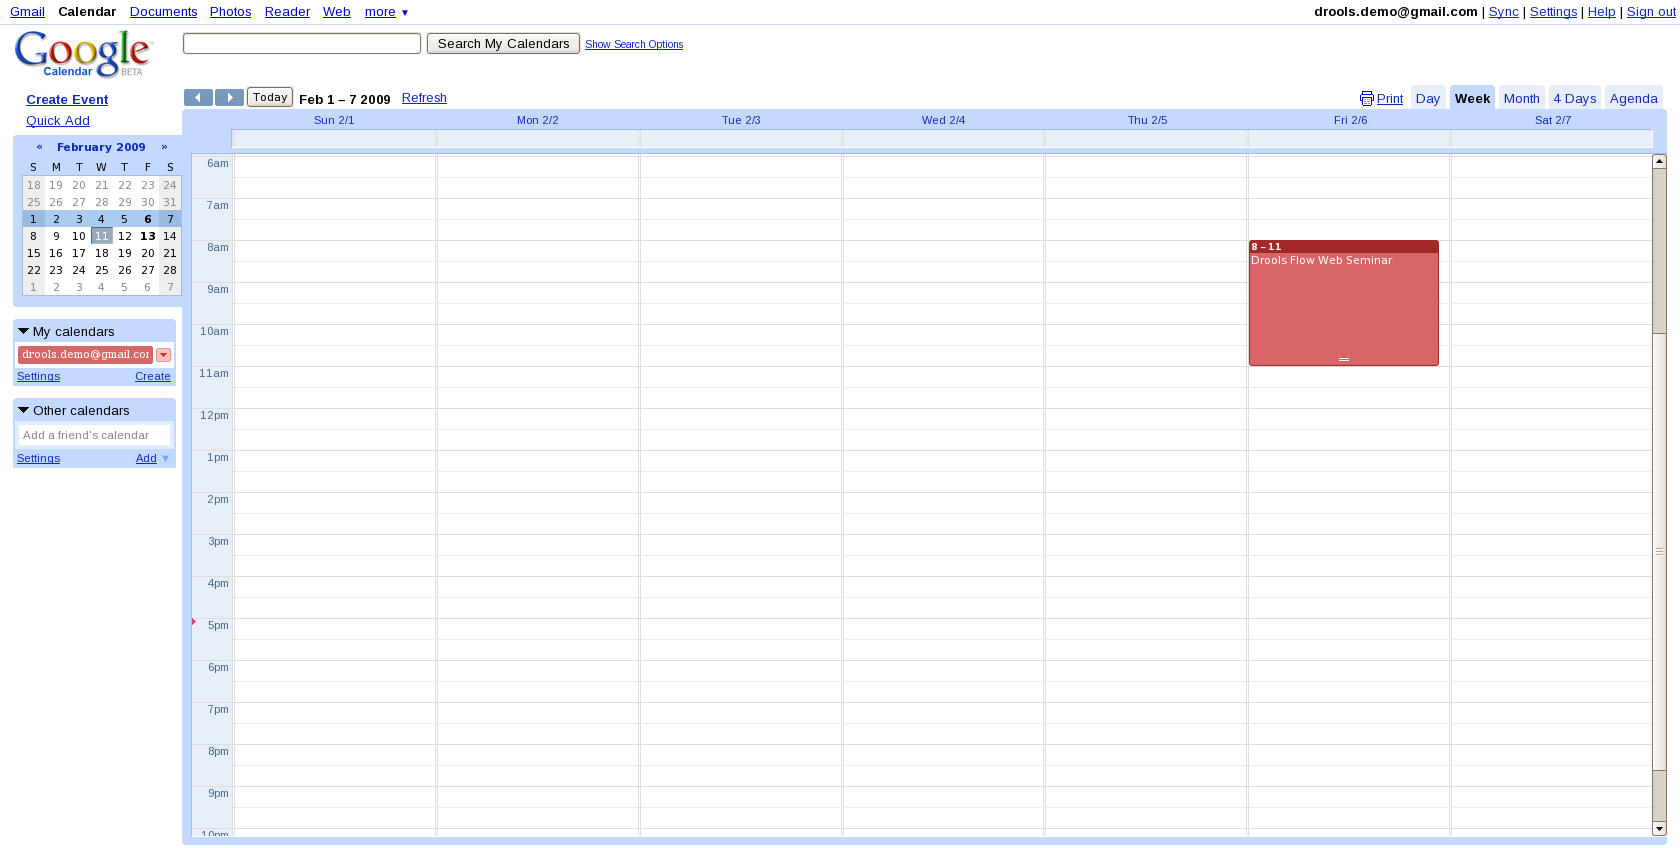 Gmail Calendar Documents Photos Reader Web more ▼
drools.demo@gmail.com | Sync | Settings | Help | Sign out
Google
Calendar BETA
Search My Calendars Show Search Options
Create Event
Quick Add
« February 2009 »
S M T W T F S
18 19 20 21 22 23 24
25 26 27 28 29 30 31
1 2 3 4 5 6 7
8 9 10 11 12 13 14
15 16 17 18 19 20 21
22 23 24 25 26 27 28
1 2 3 4 5 6 7
My calendars
drools.demo@gmail.cor
Settings Create
Other calendars
Add a friend's calendar
Settings Add ▼
Today Feb 1 – 7 2009 Refresh
Print Day Week Month 4 Days Agenda
Sun 2/1 Mon 2/2 Tue 2/3 Wed 2/4 Thu 2/5 Fri 2/6 Sat 2/7
6am
7am
8am
8 – 11
Drools Flow Web Seminar
9am
10am
11am
12pm
1pm
2pm
3pm
4pm
5pm
6pm
7pm
8pm
9pm
10pm